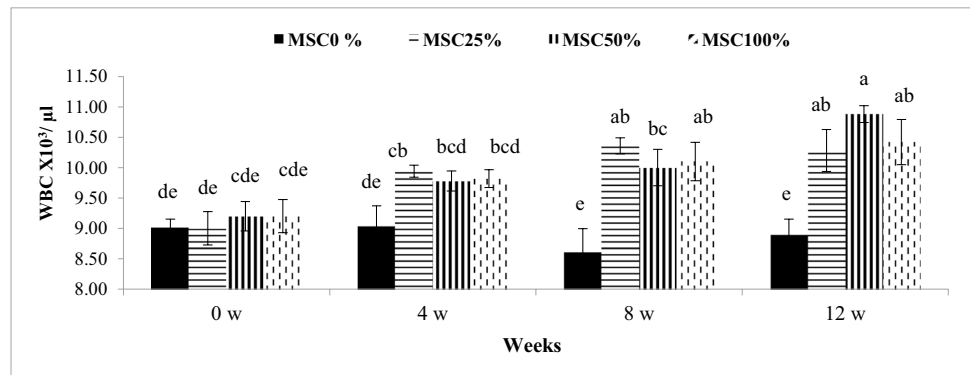 MSC0 % MSC25% MSC50% MSC100%
11.50
11.00
10.50
10.00
9.50
9.00
8.50
8.00
WBC X10³/ µl
de de cde cde
de cb bcd bcd
e ab bc ab
e ab a ab
0 w 4 w 8 w 12 w
Weeks